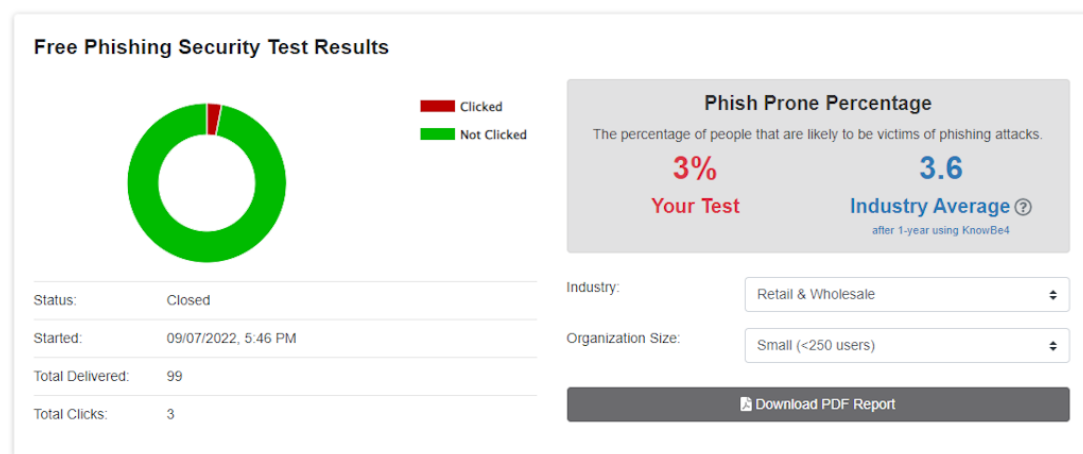 Free Phishing Security Test Results
Clicked
Not Clicked
Status: Closed
Started: 09/07/2022, 5:46 PM
Total Delivered: 99
Total Clicks: 3
Phish Prone Percentage
The percentage of people that are likely to be victims of phishing attacks.
3% 3.6
Your Test Industry Average ?
after 1-year using KnowBe4
Industry: Retail & Wholesale
Organization Size: Small (<250 users)
Download PDF Report